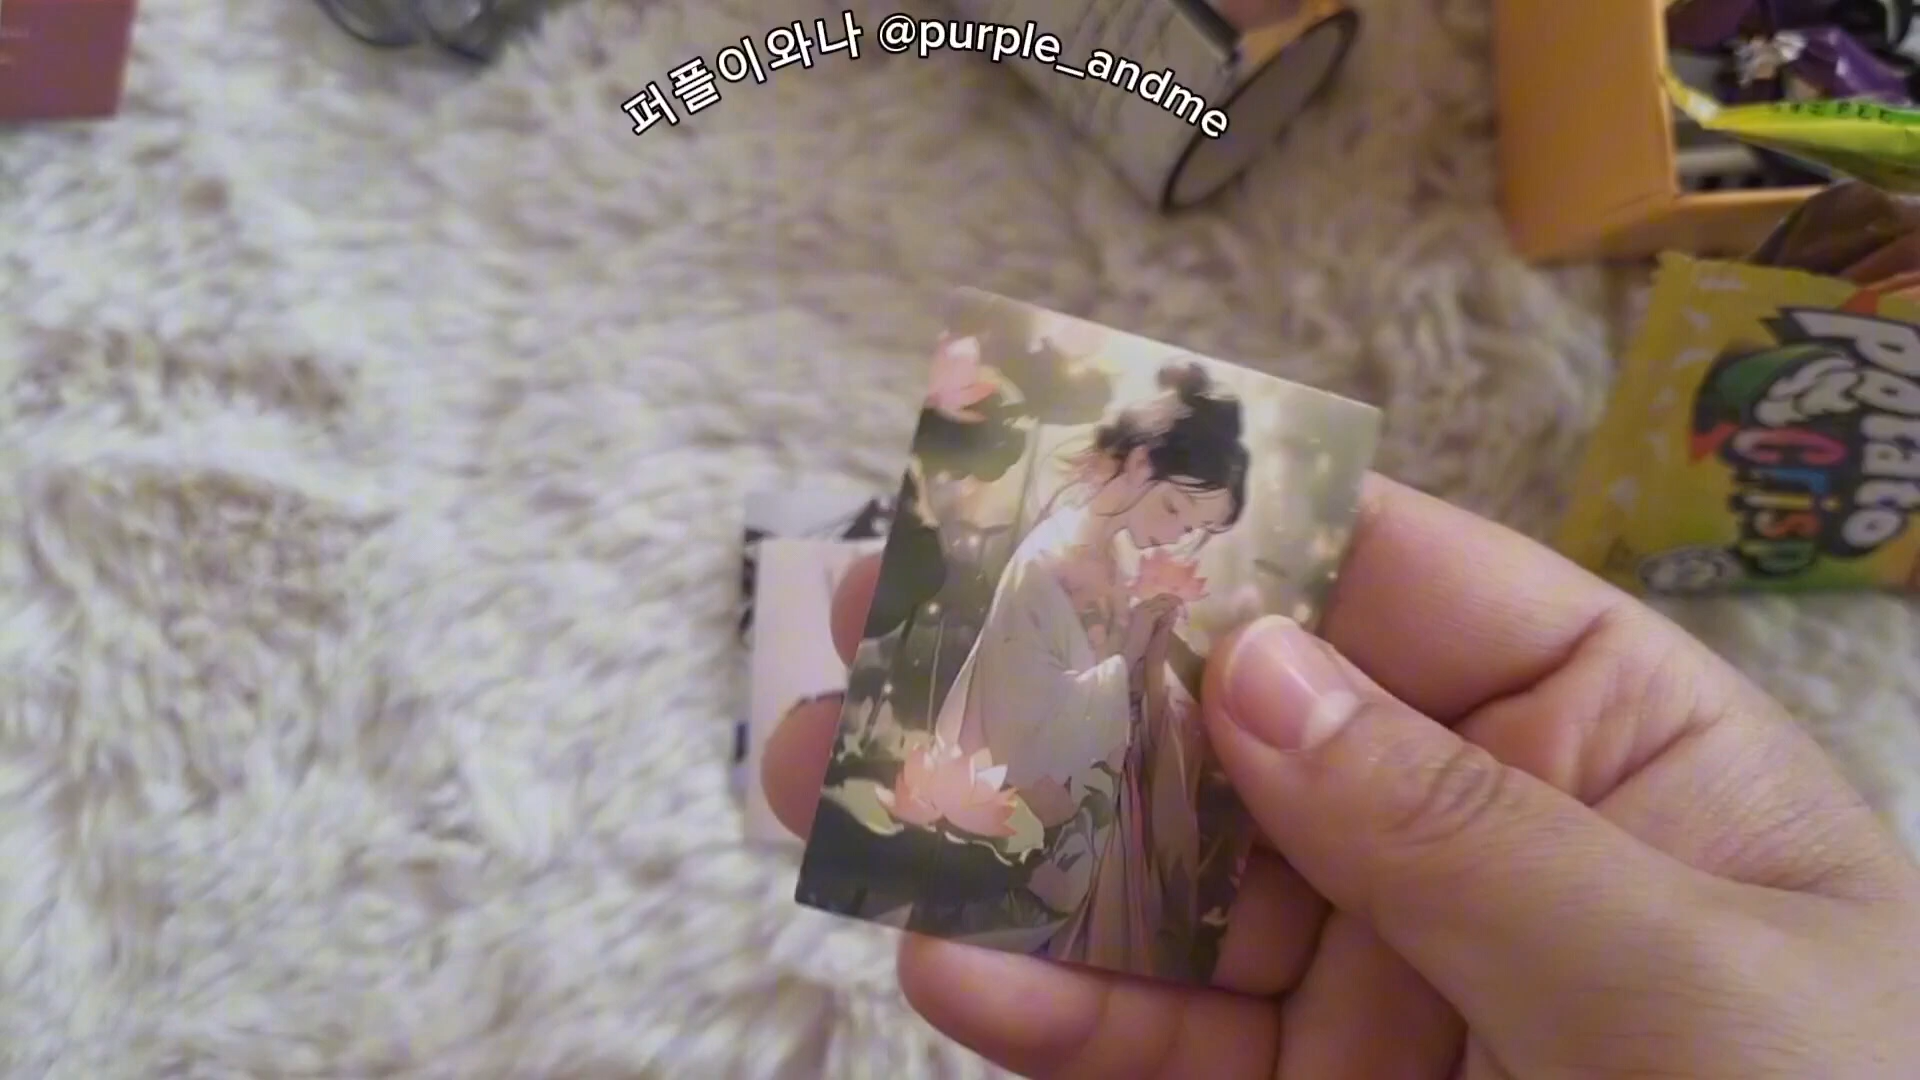 퍼플이와나 @purple_andme
Potato
Crisp